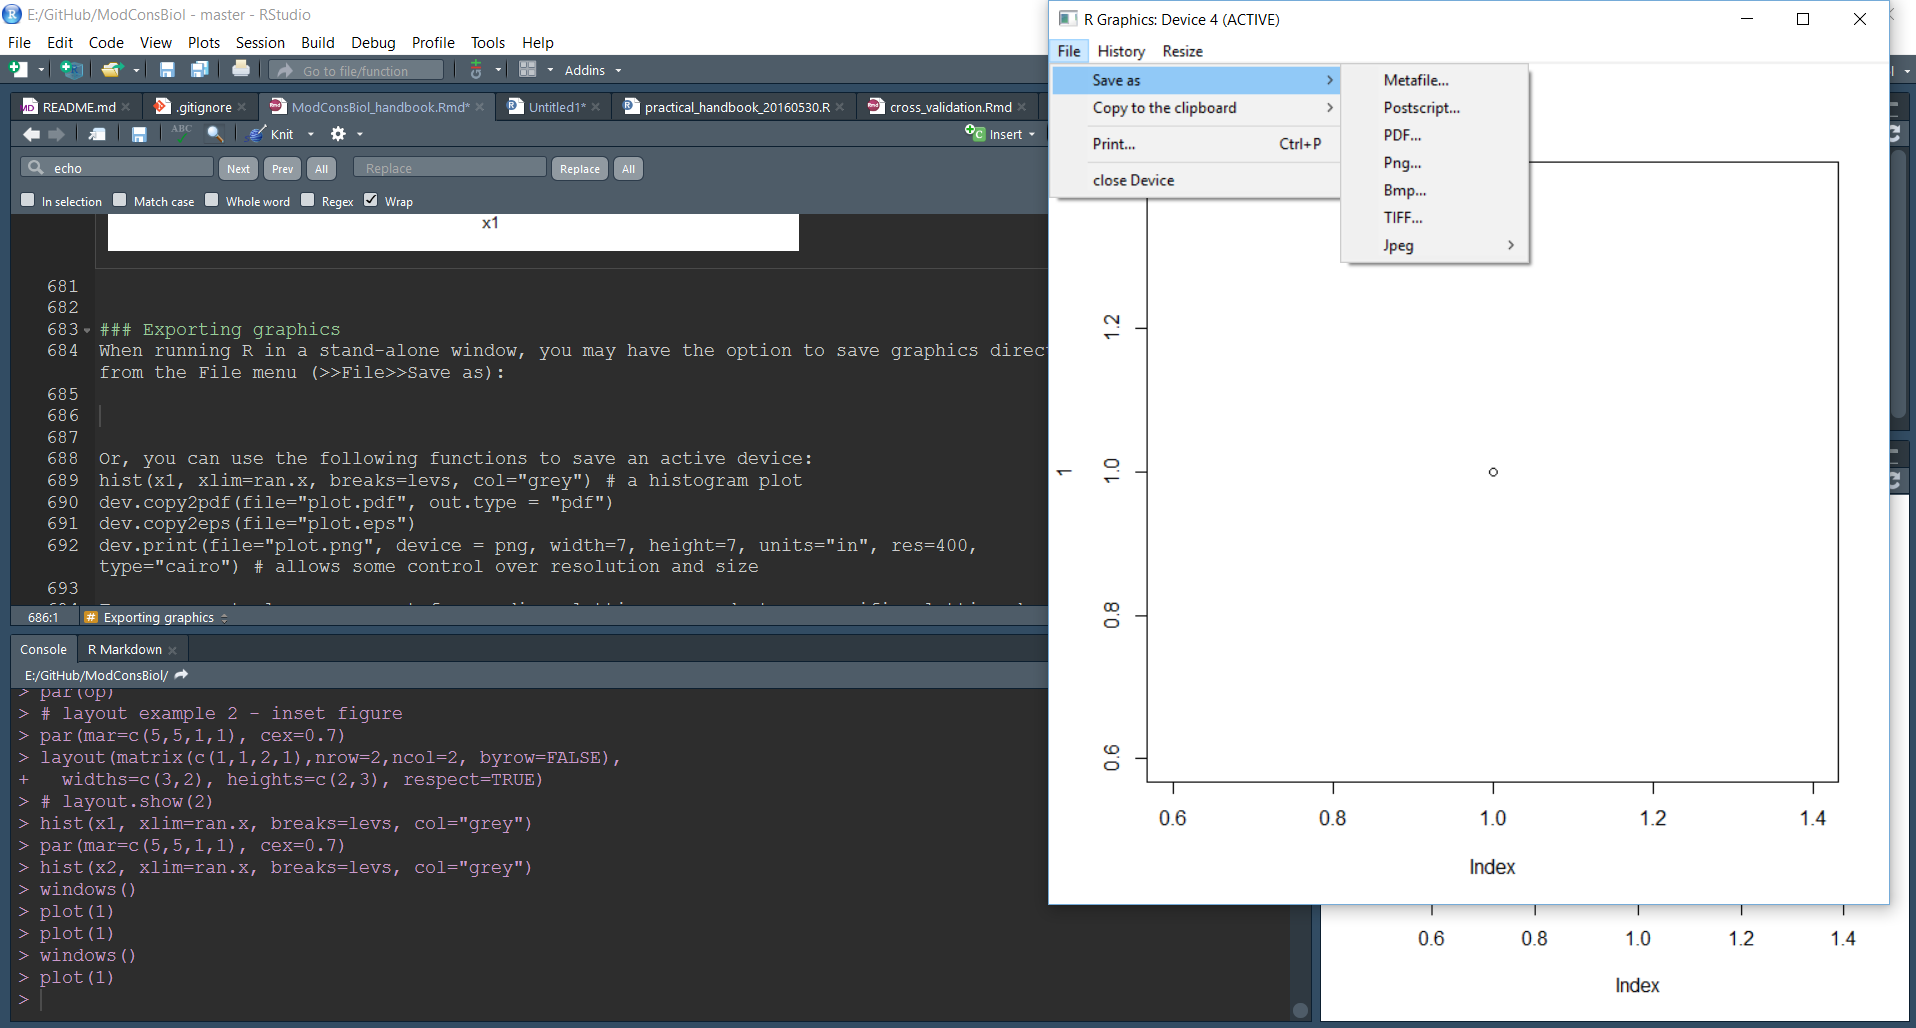 E:/GitHub/ModConsBiol - master - RStudio
File Edit Code View Plots Session Build Debug Profile Tools Help
Go to file/function
Addins
README.md
.gitignore
ModConsBiol_handbook.Rmd*
Untitled1*
practical_handbook_20160530.R
cross_validation.Rmd
ABC
Knit
Insert
echo
Next
Prev
All
Replace
Replace
All
In selection
Match case
Whole word
Regex
Wrap
x1
681
682
683 ### Exporting graphics
684 When running R in a stand-alone window, you may have the option to save graphics direc
from the File menu (>>File>>Save as):
685
686
687
688 Or, you can use the following functions to save an active device:
689 hist(x1, xlim=ran.x, breaks=levs, col="grey") # a histogram plot
690 dev.copy2pdf(file="plot.pdf", out.type = "pdf")
691 dev.copy2eps(file="plot.eps")
692 dev.print(file="plot.png", device = png, width=7, height=7, units="in", res=400,
type="cairo") # allows some control over resolution and size
693
686:1
# Exporting graphics
Console
R Markdown
E:/GitHub/ModConsBiol/
> par(op)
> # layout example 2 - inset figure
> par(mar=c(5,5,1,1), cex=0.7)
> layout(matrix(c(1,1,2,1),nrow=2,ncol=2, byrow=FALSE),
+ widths=c(3,2), heights=c(2,3), respect=TRUE)
> # layout.show(2)
> hist(x1, xlim=ran.x, breaks=levs, col="grey")
> par(mar=c(5,5,1,1), cex=0.7)
> hist(x2, xlim=ran.x, breaks=levs, col="grey")
> windows()
> plot(1)
> plot(1)
> windows()
> plot(1)
>
R Graphics: Device 4 (ACTIVE)
File History Resize
Save as
Copy to the clipboard
Print... Ctrl+P
close Device
Metafile...
Postscript...
PDF...
Png...
Bmp...
TIFF...
Jpeg
1.2
1.0
0.8
0.6
1
0.6 0.8 1.0 1.2 1.4
Index
0.6 0.8 1.0 1.2 1.4
Index